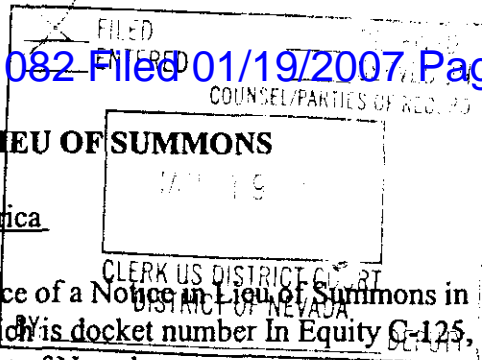 FILED
ENTERED
082 Filed 01/19/2007 Pag
COUNSEL/PARTIES OF RECORD
IEU OF SUMMONS
rica
CLERK US DISTRICT COURT
ce of a Notice in Lieu of Summons in
DISTRICT OF NEVADA
ich is docket number In Equity C-125,
BY: DEPUTY